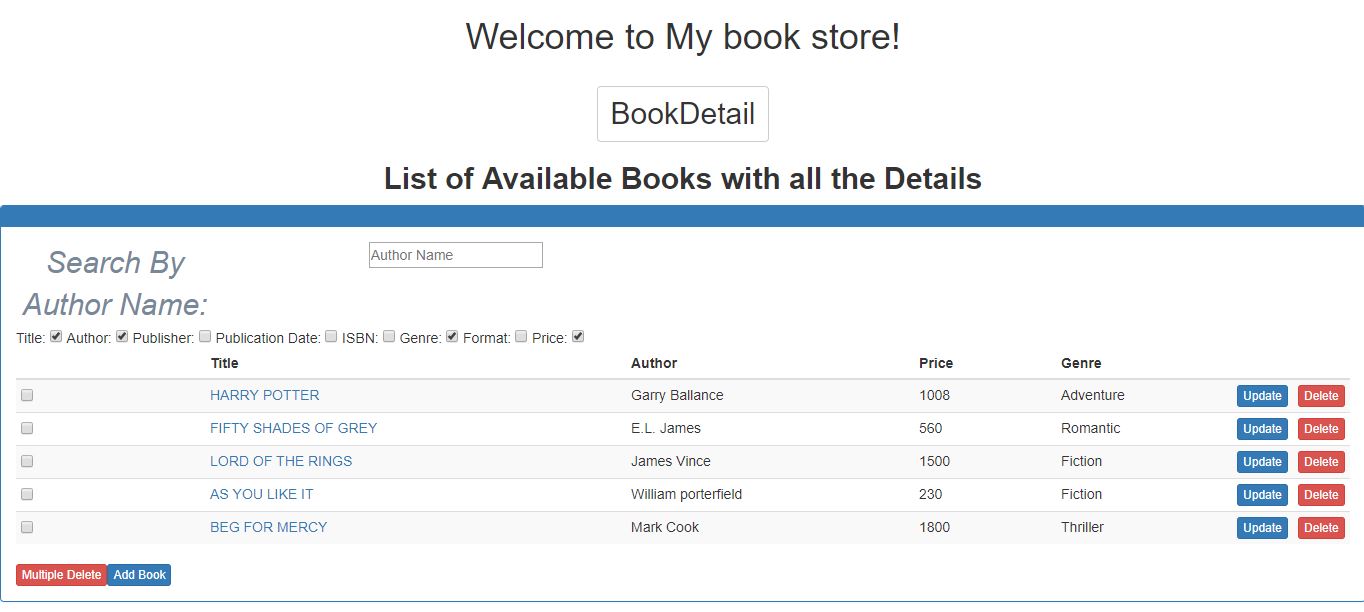 Welcome to My book store!
BookDetail
List of Available Books with all the Details
Search By
Author Name:
Author Name
Title: Author: Publisher: Publication Date: ISBN: Genre: Format: Price:
Title Author Price Genre
HARRY POTTER Garry Ballance 1008 Adventure Update Delete
FIFTY SHADES OF GREY E.L. James 560 Romantic Update Delete
LORD OF THE RINGS James Vince 1500 Fiction Update Delete
AS YOU LIKE IT William porterfield 230 Fiction Update Delete
BEG FOR MERCY Mark Cook 1800 Thriller Update Delete
Multiple Delete Add Book